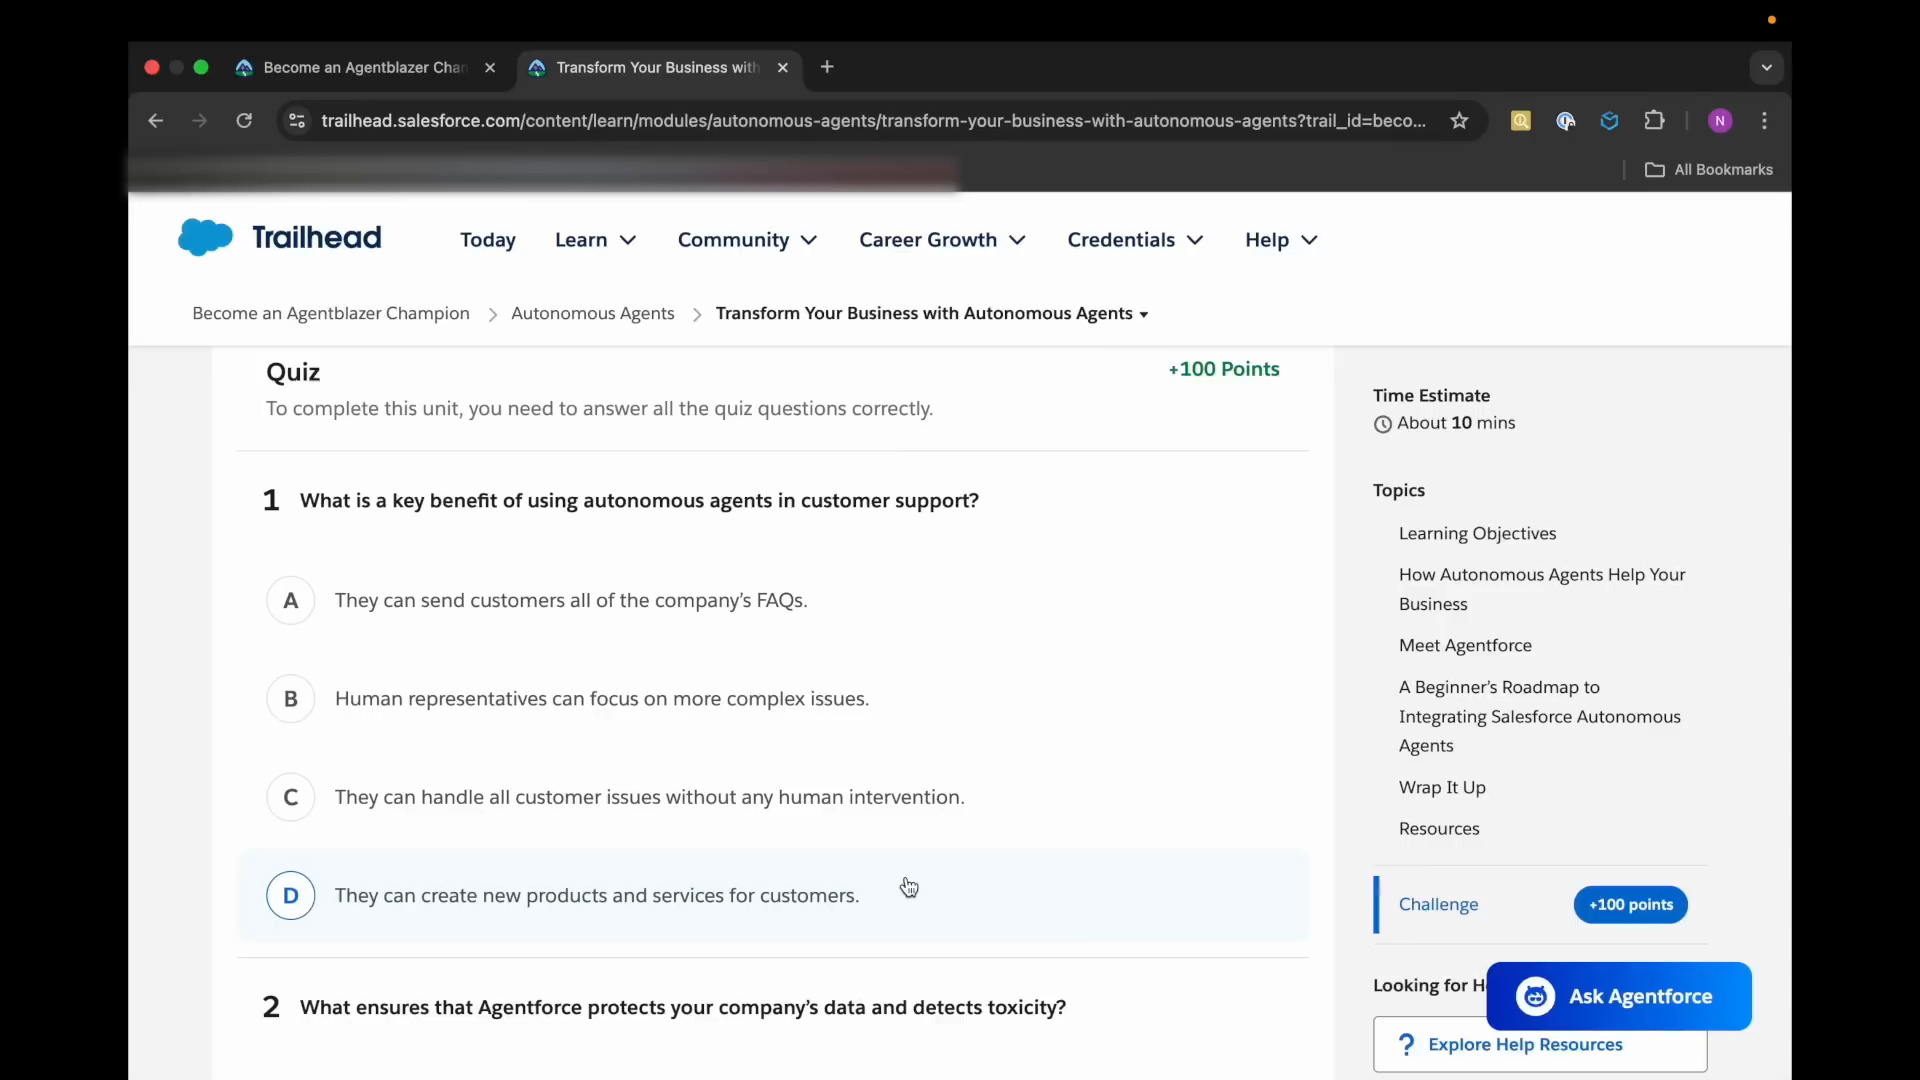 Become an Agentblazer Chan
Transform Your Business with
trailhead.salesforce.com/content/learn/modules/autonomous-agents/transform-your-business-with-autonomous-agents?trail_id=beco...
N
All Bookmarks
Trailhead
Today
Learn
Community
Career Growth
Credentials
Help
Become an Agentblazer Champion
Autonomous Agents
Transform Your Business with Autonomous Agents
Quiz
+100 Points
To complete this unit, you need to answer all the quiz questions correctly.
1 What is a key benefit of using autonomous agents in customer support?
A They can send customers all of the company’s FAQs.
B Human representatives can focus on more complex issues.
C They can handle all customer issues without any human intervention.
D They can create new products and services for customers.
2 What ensures that Agentforce protects your company’s data and detects toxicity?
Time Estimate
About 10 mins
Topics
Learning Objectives
How Autonomous Agents Help Your
Business
Meet Agentforce
A Beginner’s Roadmap to
Integrating Salesforce Autonomous
Agents
Wrap It Up
Resources
Challenge
+100 points
Looking for H
Ask Agentforce
? Explore Help Resources